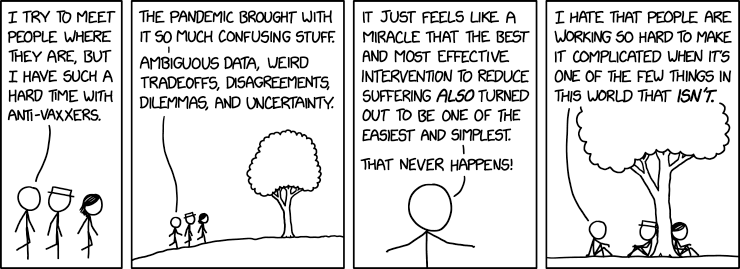 I TRY TO MEET
PEOPLE WHERE
THEY ARE, BUT
I HAVE SUCH A
HARD TIME WITH
ANTI-VAXXERS.
THE PANDEMIC BROUGHT WITH
IT SO MUCH CONFUSING STUFF.
AMBIGUOUS DATA, WEIRD
TRADEOFFS, DISAGREEMENTS,
DILEMMAS, AND UNCERTAINTY.
IT JUST FEELS LIKE A
MIRACLE THAT THE BEST
AND MOST EFFECTIVE
INTERVENTION TO REDUCE
SUFFERING ALSO TURNED
OUT TO BE ONE OF THE
EASIEST AND SIMPLEST.
THAT NEVER HAPPENS!
I HATE THAT PEOPLE ARE
WORKING SO HARD TO MAKE
IT COMPLICATED WHEN IT'S
ONE OF THE FEW THINGS IN
THIS WORLD THAT ISN'T.